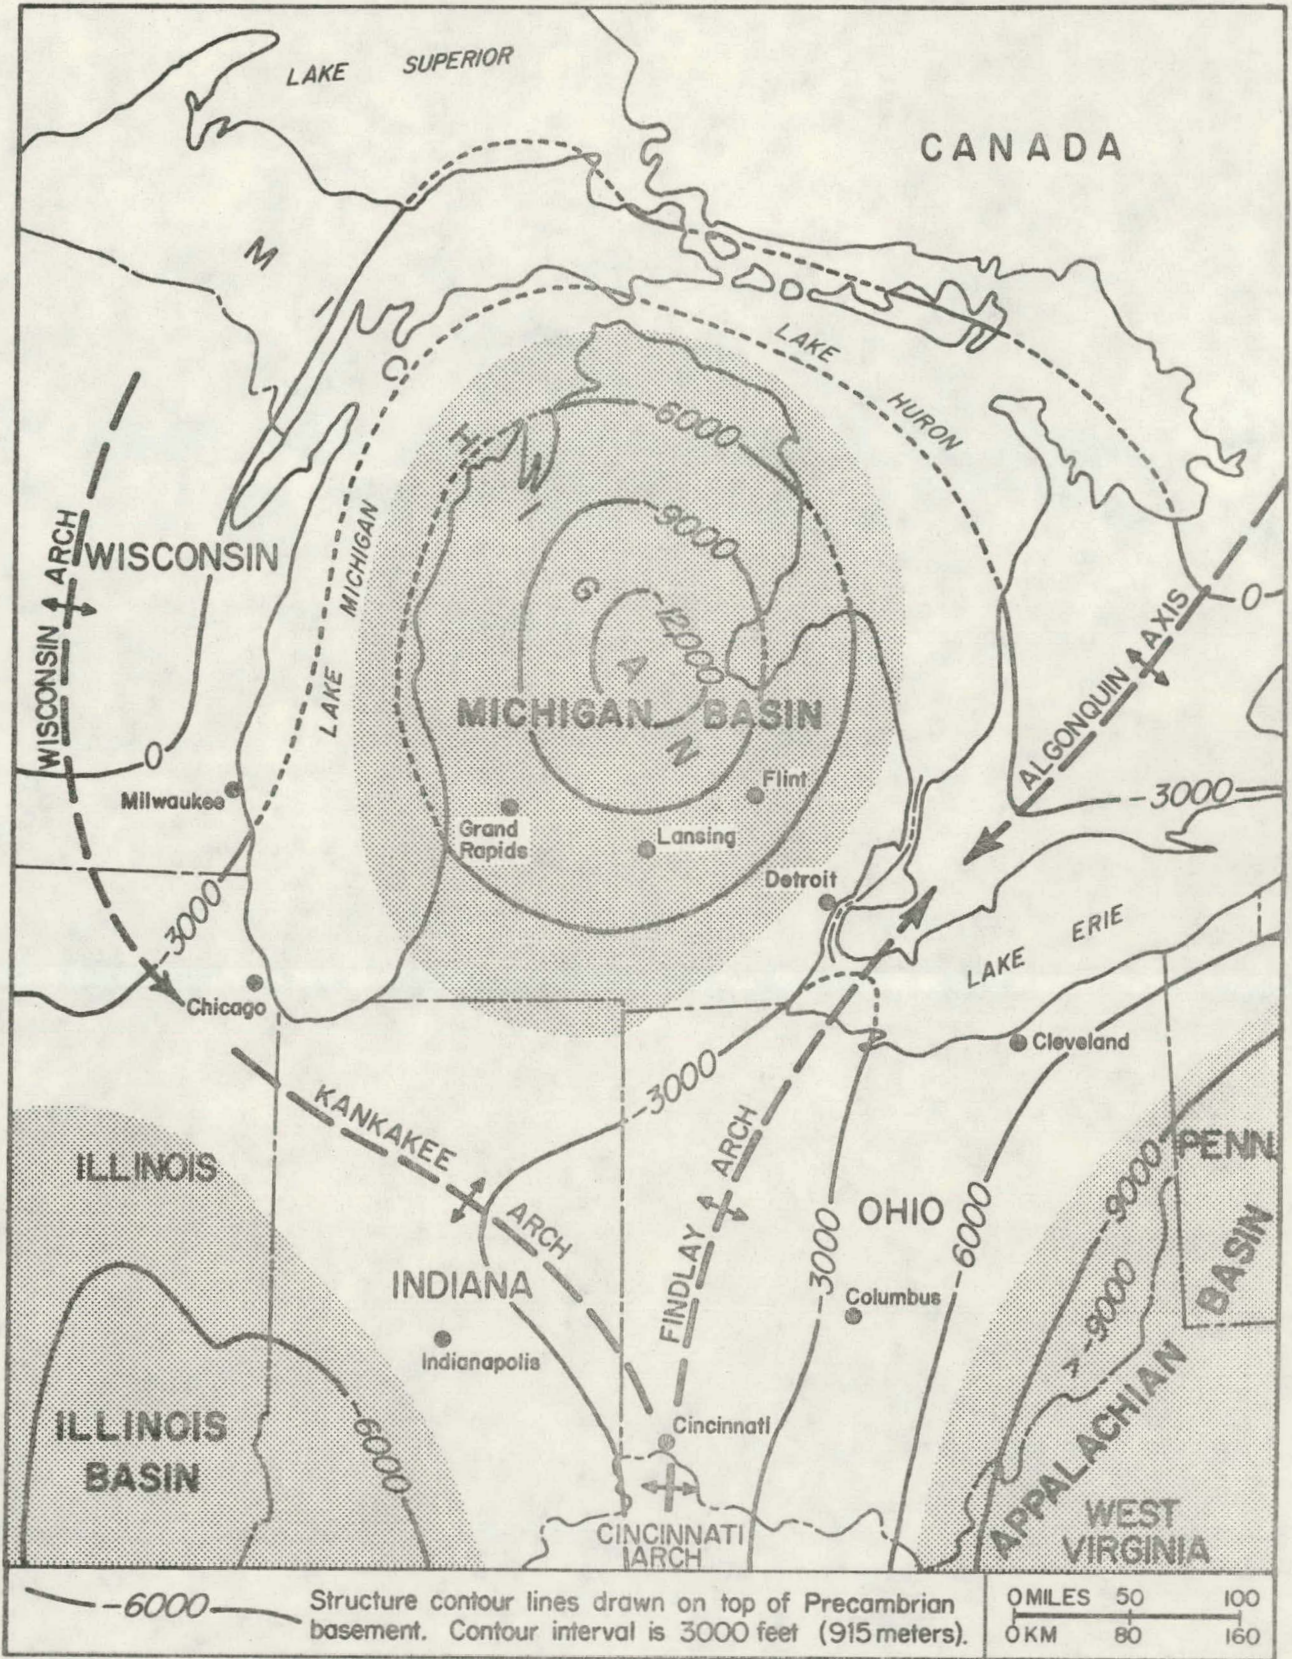 LAKE SUPERIOR
CANADA
M I C H I G A N
LAKE
HURON
-6000
WISCONSIN ARCH
WISCONSIN
LAKE MICHIGAN
-9000
-12,000
0
ALGONQUIN AXIS
MICHIGAN BASIN
0
Milwaukee
Flint
-3000
Grand
Rapids
Lansing
Detroit
-3000
LAKE ERIE
Chicago
Cleveland
-3000
KANKAKEE ARCH
FINDLAY ARCH
ILLINOIS
PENN.
-9000
OHIO
-3000
-6000
> -9000
INDIANA
Columbus
Indianapolis
ILLINOIS
BASIN
-6000
Cincinnati
APPALACHIAN BASIN
CINCINNATI
ARCH
WEST
VIRGINIA
-6000
Structure contour lines drawn on top of Precambrian
basement. Contour interval is 3000 feet (915 meters).
0 MILES 50 100
0 KM 80 160